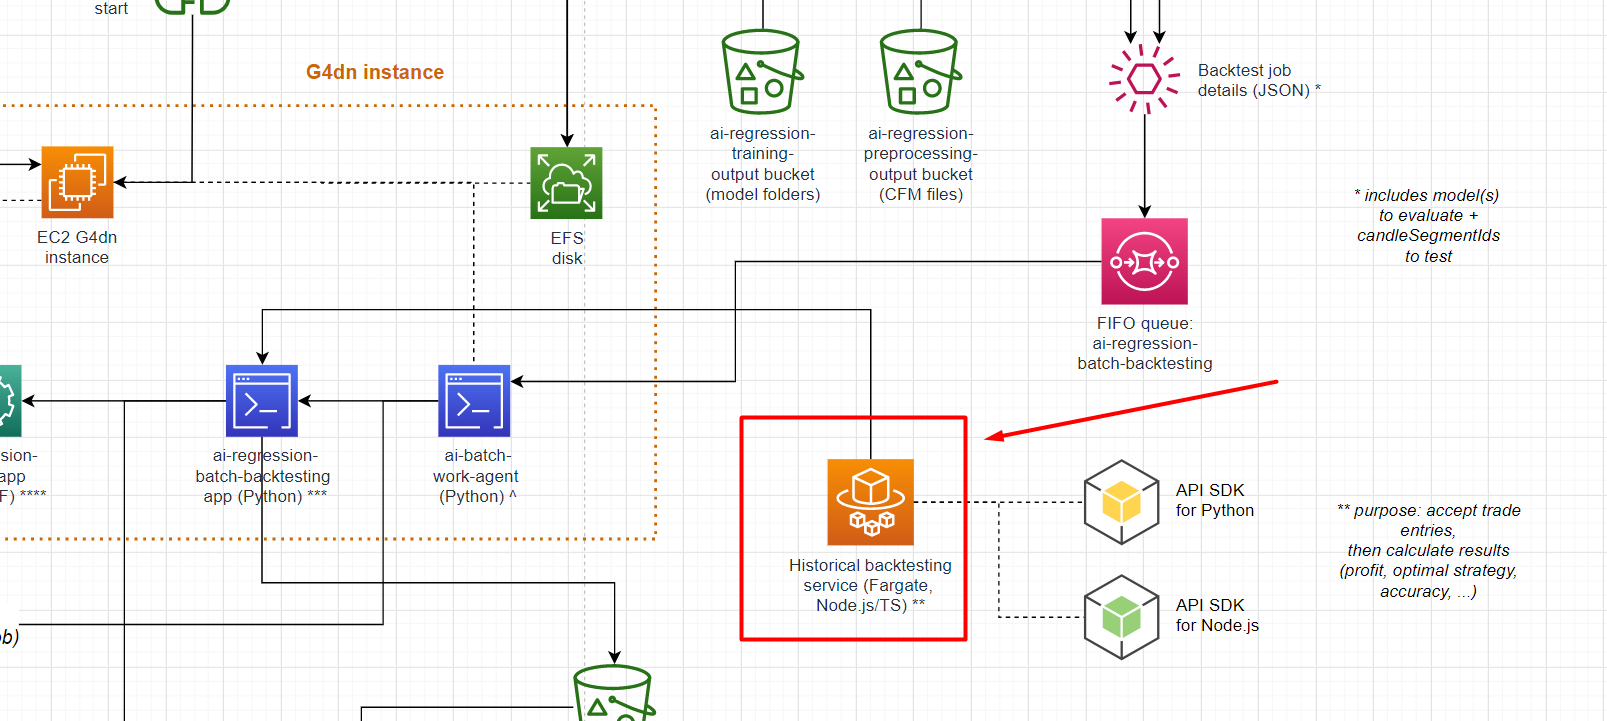 start
G4dn instance
Backtest job
details (JSON) *
ai-regression-
training-
output bucket
(model folders)
ai-regression-
preprocessing-
output bucket
(CFM files)
* includes model(s)
to evaluate +
candleSegmentIds
to test
EC2 G4dn
instance
EFS
disk
FIFO queue:
ai-regression-
batch-backtesting
sion-
app
F) ****
ai-regression-
batch-backtesting
app (Python) ***
ai-batch-
work-agent
(Python) ^
API SDK
for Python
** purpose: accept trade
entries,
then calculate results
(profit, optimal strategy,
accuracy, ...)
Historical backtesting
service (Fargate,
Node.js/TS) **
API SDK
for Node.js
ob)